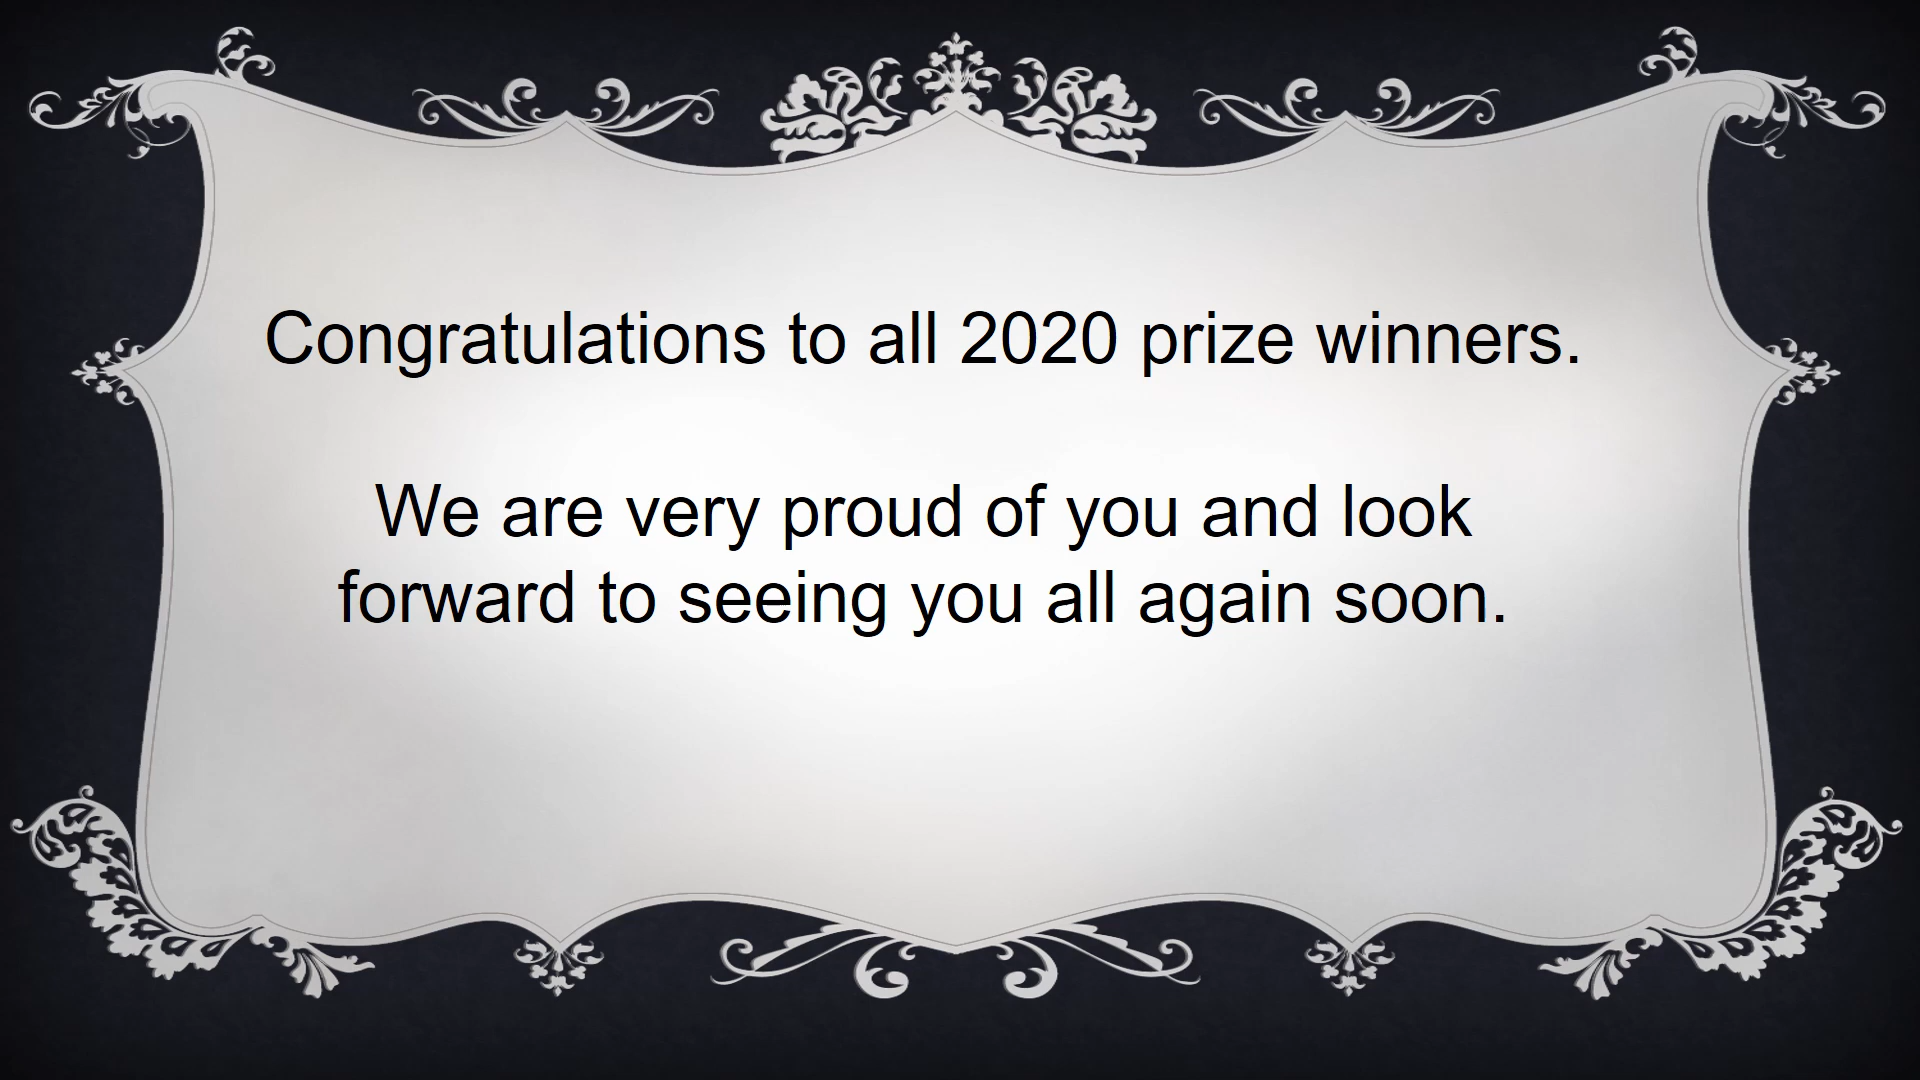 Congratulations to all 2020 prize winners.
We are very proud of you and look
forward to seeing you all again soon.